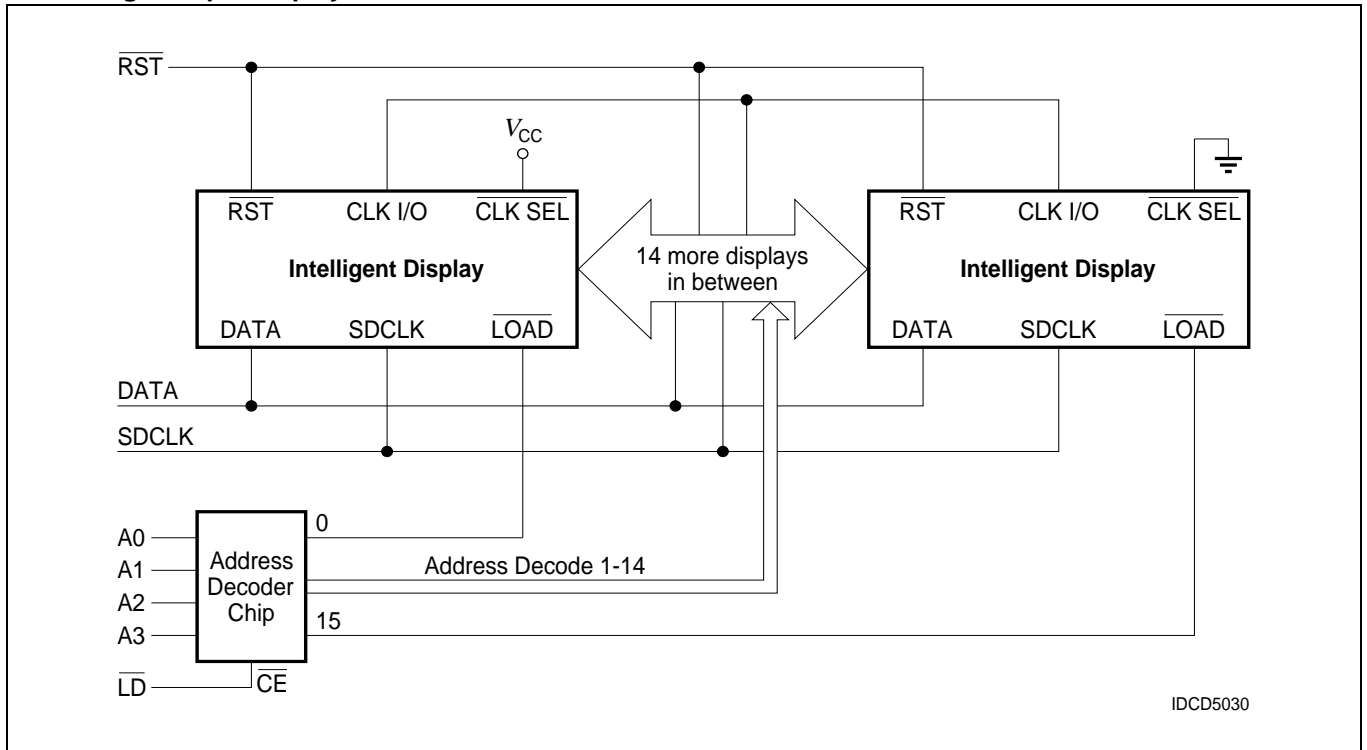 RST
VCC
RST CLK I/O CLK SEL
Intelligent Display
DATA SDCLK LOAD
14 more displays
in between
RST CLK I/O CLK SEL
Intelligent Display
DATA SDCLK LOAD
DATA
SDCLK
A0
A1
A2
A3
Address
Decoder
Chip
0
Address Decode 1-14
15
LD
CE
IDCD5030